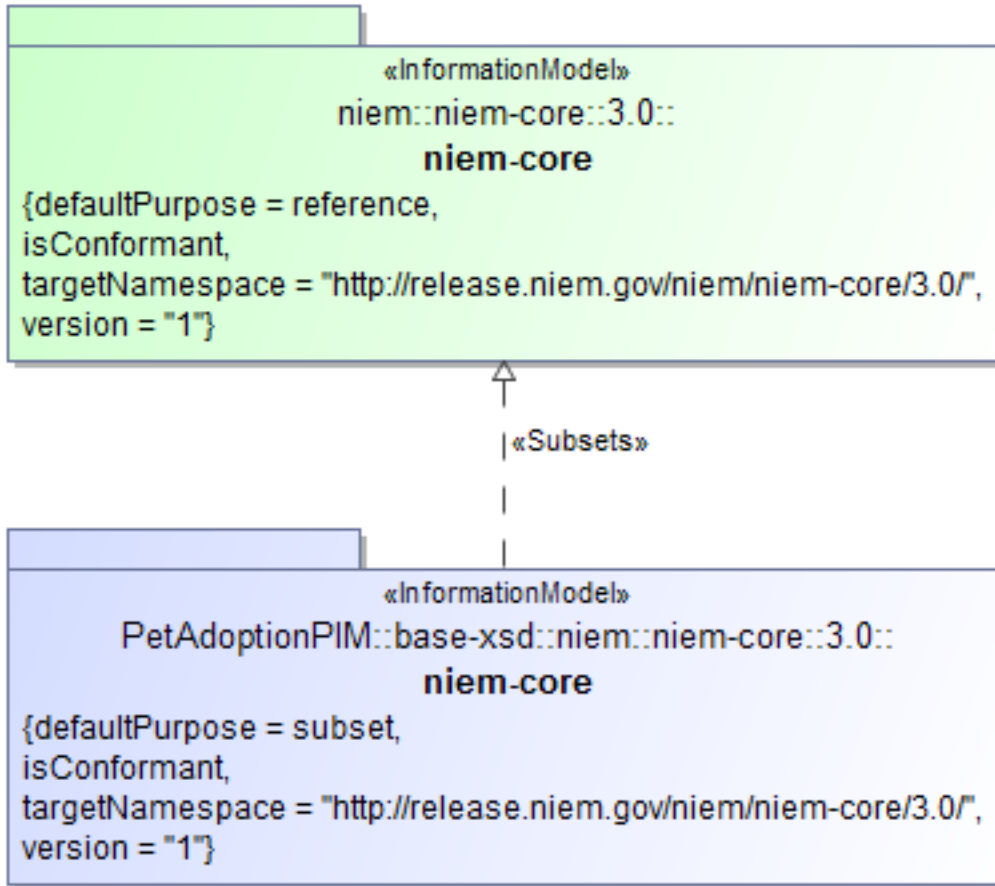 «InformationModel»
niem::niem-core::3.0::
niem-core
{defaultPurpose = reference,
isConformant,
targetNamespace = "http://release.niem.gov/niem/niem-core/3.0/",
version = "1"}
«Subsets»
«InformationModel»
PetAdoptionPIM::base-xsd::niem::niem-core::3.0::
niem-core
{defaultPurpose = subset,
isConformant,
targetNamespace = "http://release.niem.gov/niem/niem-core/3.0/",
version = "1"}